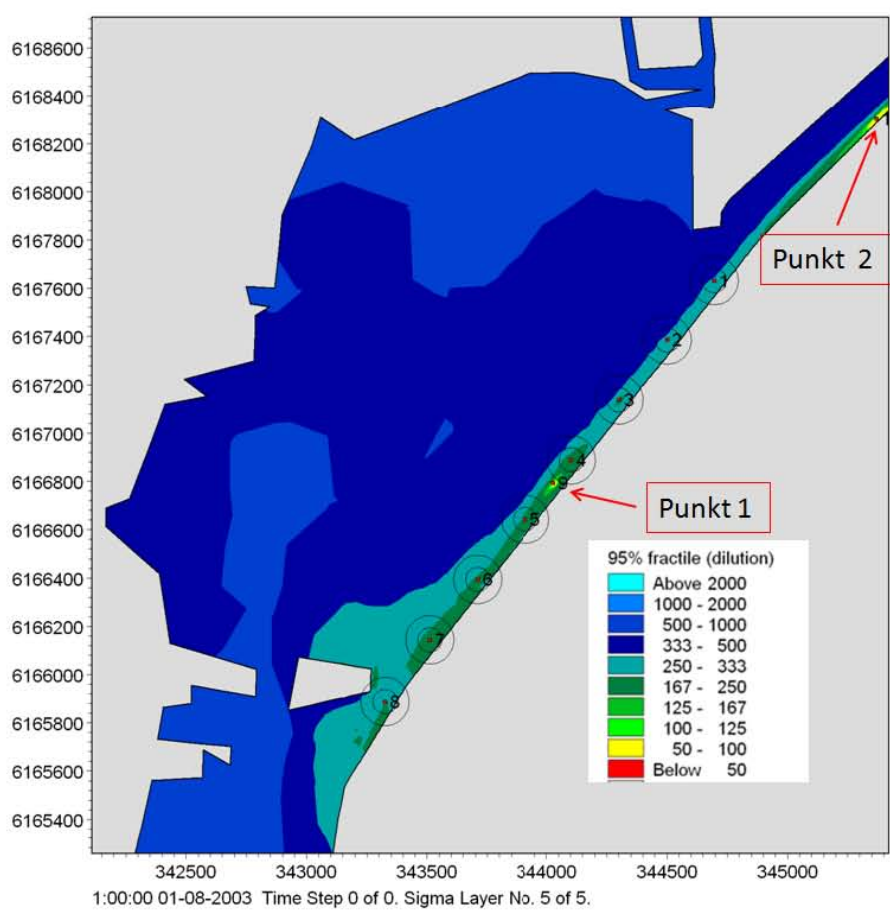 6168600
6168400
6168200
6168000
6167800
6167600
6167400
6167200
6167000
6166800
6166600
6166400
6166200
6166000
6165800
6165600
6165400
1
Punkt 2
1
2
3
4
9
5
Punkt 1
6
7
8
95% fractile (dilution)
Above 2000
1000 - 2000
500 - 1000
333 - 500
250 - 333
167 - 250
125 - 167
100 - 125
50 - 100
Below 50
342500 343000 343500 344000 344500 345000
1:00:00 01-08-2003 Time Step 0 of 0. Sigma Layer No. 5 of 5.